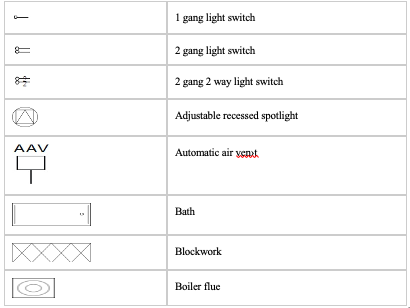 1 gang light switch
2 gang light switch
2
2 gang 2 way light switch
Adjustable recessed spotlight
AAV
Automatic air venot
Bath
Blockwork
Boiler flue